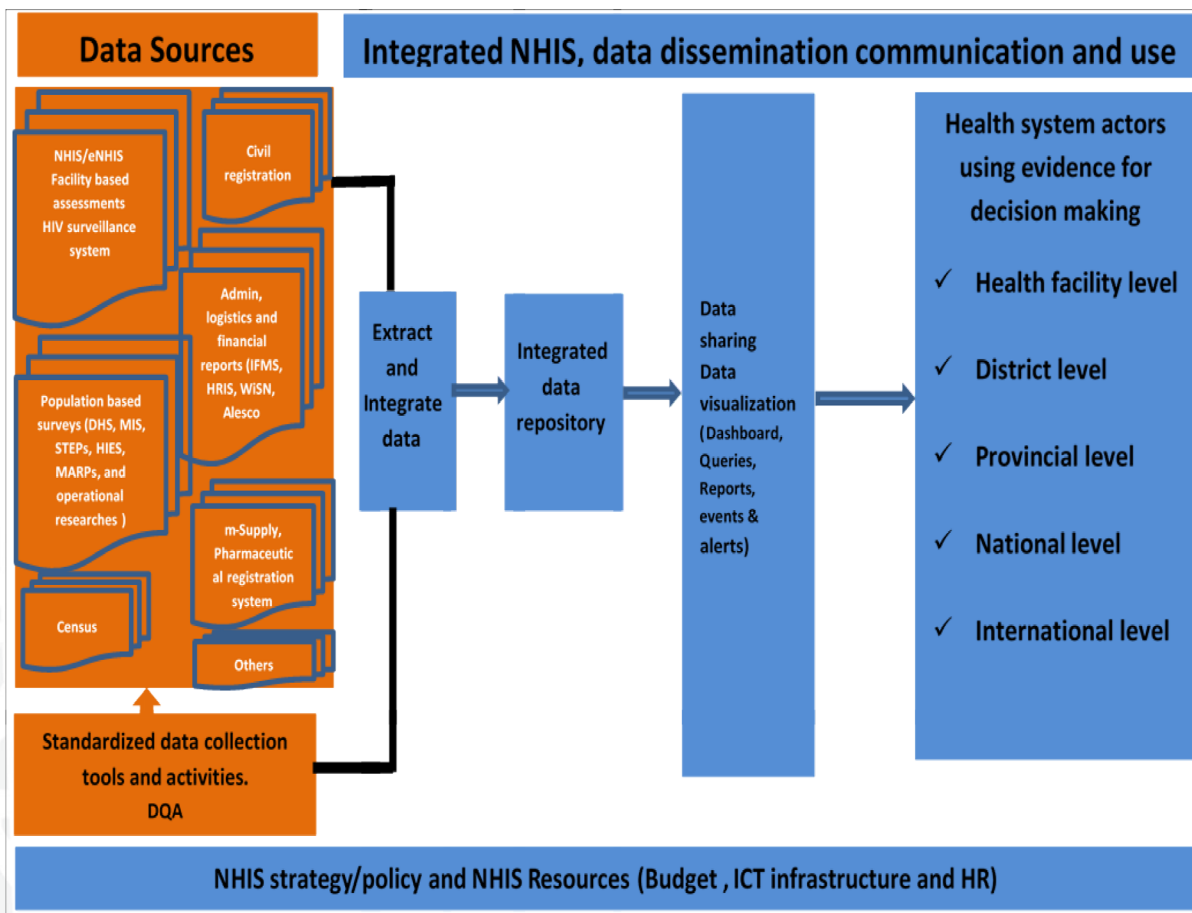 Data Sources
Integrated NHIS, data dissemination communication and use
NHIS/eNHIS
Facility based
assessments
HIV surveillance
system
Civil
registration
Admin,
logistics and
financial
reports (IFMS,
HRIS, WiSN,
Alesco
Population based
surveys (DHS, MIS,
STEPs, HIES,
MARPs, and
operational
researches )
m-Supply,
Pharmaceutic
al registration
system
Census
Others
Standardized data collection
tools and activities.
DQA
Extract
and
Integrate
data
Integrated
data
repository
Data
sharing
Data
visualization
(Dashboard,
Queries,
Reports,
events &
alerts)
Health system actors
using evidence for
decision making
✓ Health facility level
✓ District level
✓ Provincial level
✓ National level
✓ International level
NHIS strategy/policy and NHIS Resources (Budget , ICT infrastructure and HR)